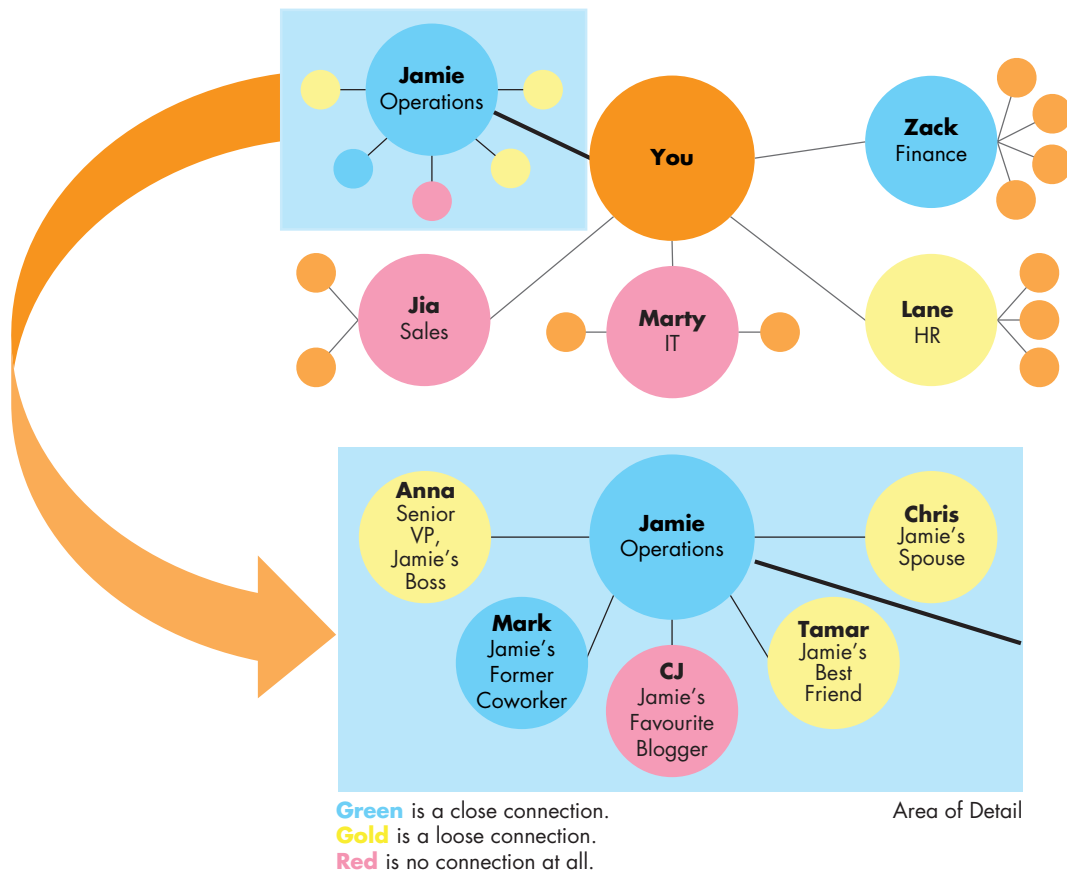 Jamie
Operations
You
Zack
Finance
Jia
Sales
Marty
IT
Lane
HR
Anna
Senior
VP,
Jamie's
Boss
Jamie
Operations
Chris
Jamie's
Spouse
Mark
Jamie's
Former
Coworker
CJ
Jamie's
Favourite
Blogger
Tamar
Jamie's
Best
Friend
Green is a close connection.
Gold is a loose connection.
Red is no connection at all.
Area of Detail